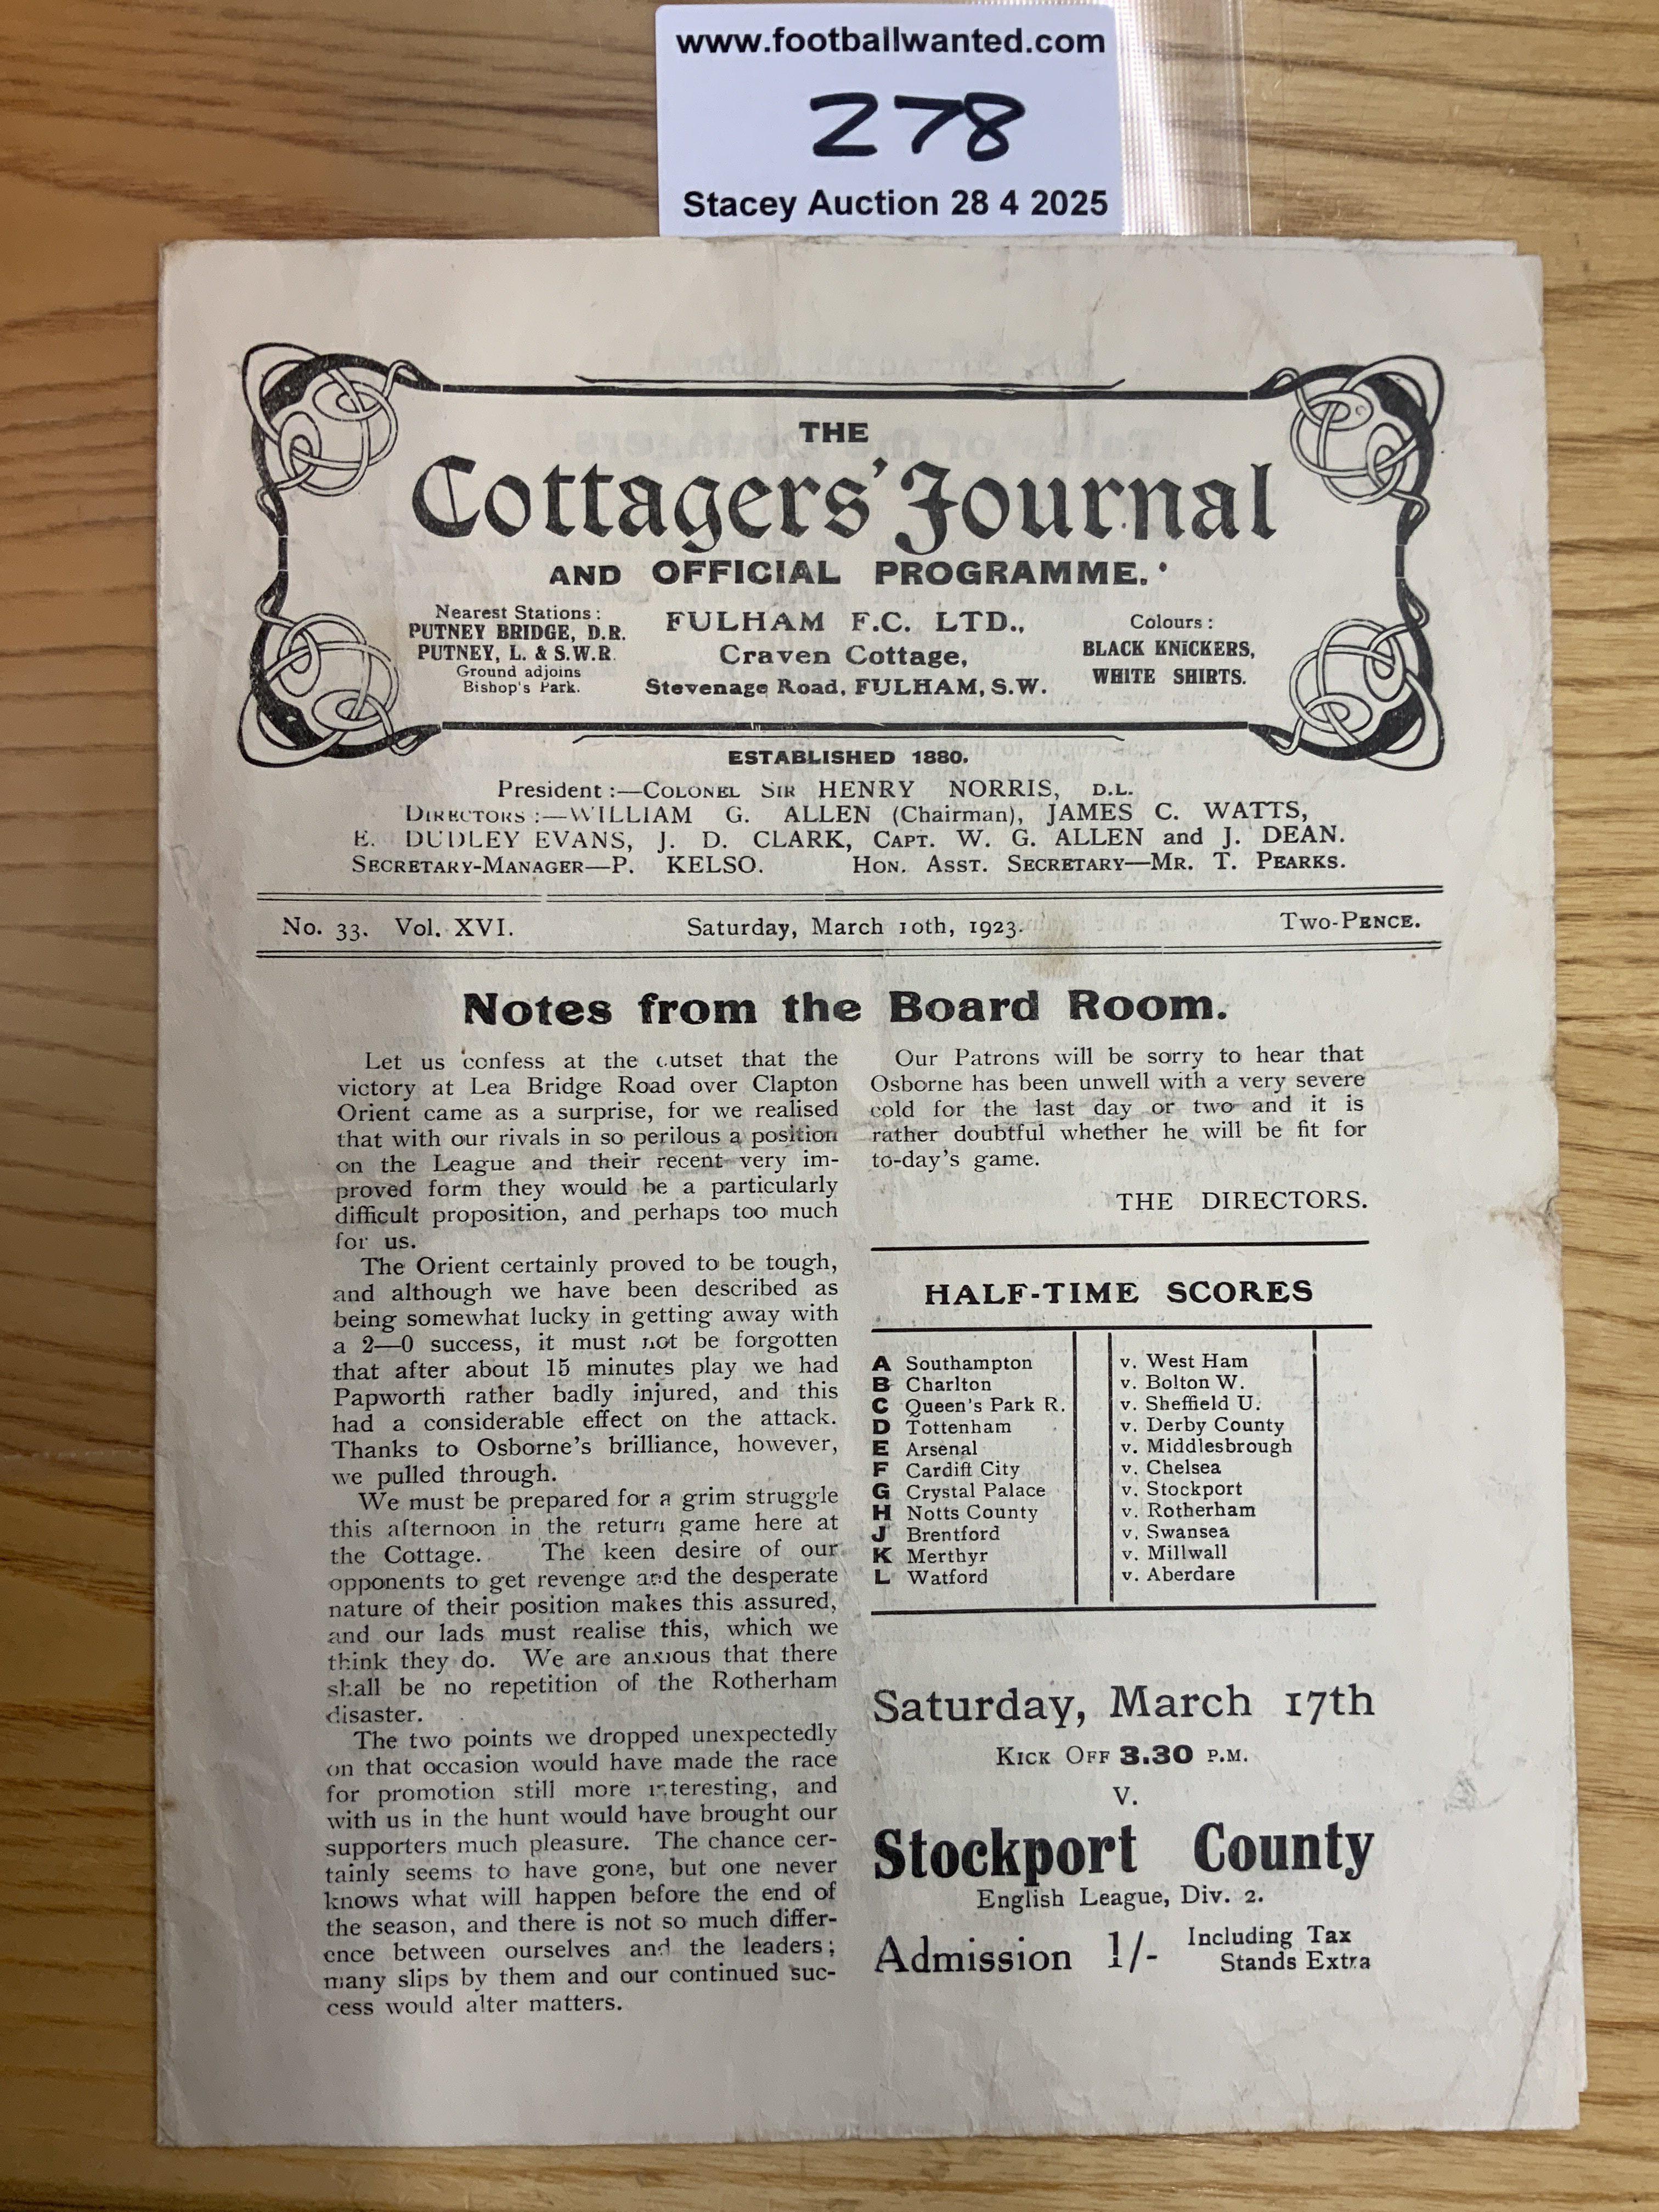 www.footballwanted.com
278
Stacey Auction 28 4 2025
THE
Cottagers' Journal
AND OFFICIAL PROGRAMME.
Nearest Stations:
PUTNEY BRIDGE, D.R.
PUTNEY, L. & S.W.R.
Ground adjoins
Bishop's Park.
FULHAM F.C. LTD.,
Craven Cottage,
Stevenage Road, FULHAM, S.W.
Colours:
BLACK KNICKERS,
WHITE SHIRTS.
ESTABLISHED 1880.
President:—COLONEL SIR HENRY NORRIS, D.L.
DIRECTORS:—WILLIAM G. ALLEN (Chairman), JAMES C. WATTS,
E. DUDLEY EVANS, J. D. CLARK, CAPT. W. G. ALLEN and J. DEAN.
SECRETARY-MANAGER—P. KELSO. HON. ASST. SECRETARY—MR. T. PEARKS.
No. 33. Vol. XVI. Saturday, March 10th, 1923. TWO-PENCE.
Notes from the Board Room.
Let us confess at the outset that the
victory at Lea Bridge Road over Clapton
Orient came as a surprise, for we realised
that with our rivals in so perilous a position
on the League and their recent very im-
proved form they would be a particularly
difficult proposition, and perhaps too much
for us.
The Orient certainly proved to be tough,
and although we have been described as
being somewhat lucky in getting away with
a 2—0 success, it must not be forgotten
that after about 15 minutes play we had
Papworth rather badly injured, and this
had a considerable effect on the attack.
Thanks to Osborne's brilliance, however,
we pulled through.
We must be prepared for a grim struggle
this afternoon in the return game here at
the Cottage. The keen desire of our
opponents to get revenge and the desperate
nature of their position makes this assured,
and our lads must realise this, which we
think they do. We are anxious that there
shall be no repetition of the Rotherham
disaster.
The two points we dropped unexpectedly
on that occasion would have made the race
for promotion still more interesting, and
with us in the hunt would have brought our
supporters much pleasure. The chance cer-
tainly seems to have gone, but one never
knows what will happen before the end of
the season, and there is not so much differ-
ence between ourselves and the leaders;
many slips by them and our continued suc-
cess would alter matters.
Our Patrons will be sorry to hear that
Osborne has been unwell with a very severe
cold for the last day or two and it is
rather doubtful whether he will be fit for
to-day's game.
THE DIRECTORS.
HALF-TIME SCORES
A Southampton v. West Ham
B Charlton v. Bolton W.
C Queen's Park R. v. Sheffield U.
D Tottenham v. Derby County
E Arsenal v. Middlesbrough
F Cardiff City v. Chelsea
G Crystal Palace v. Stockport
H Notts County v. Rotherham
J Brentford v. Swansea
K Merthyr v. Millwall
L Watford v. Aberdare
Saturday, March 17th
KICK OFF 3.30 P.M.
V.
Stockport County
English League, Div. 2.
Admission 1/- Including Tax
Stands Extra